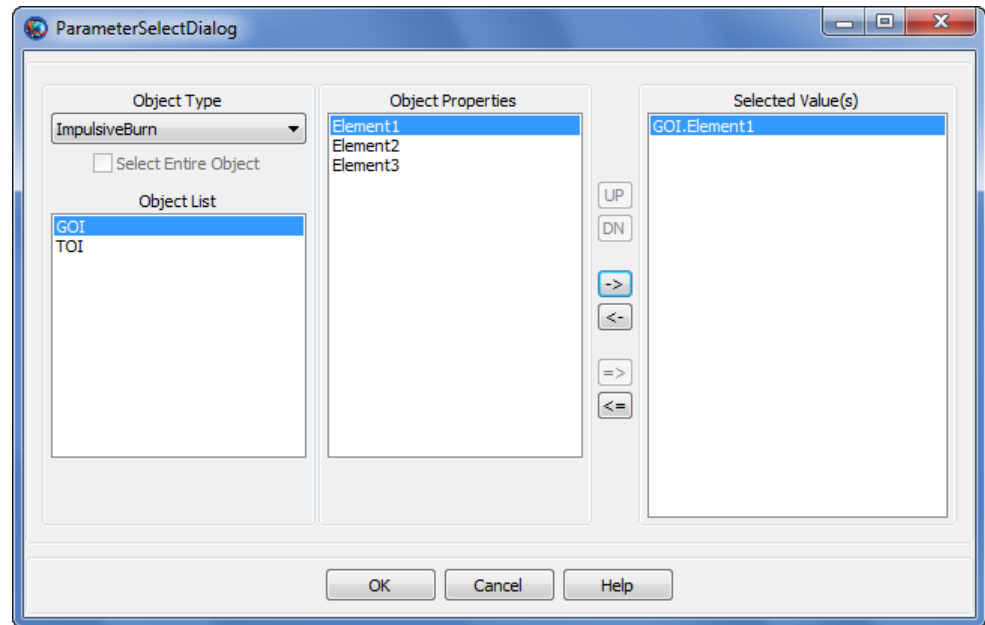 ParameterSelectDialog
Object Type
ImpulsiveBurn
Select Entire Object
Object List
GOI
TOI
Object Properties
Element1
Element2
Element3
UP
DN
->
<-
=>
<=
Selected Value(s)
GOI.Element1
OK
Cancel
Help